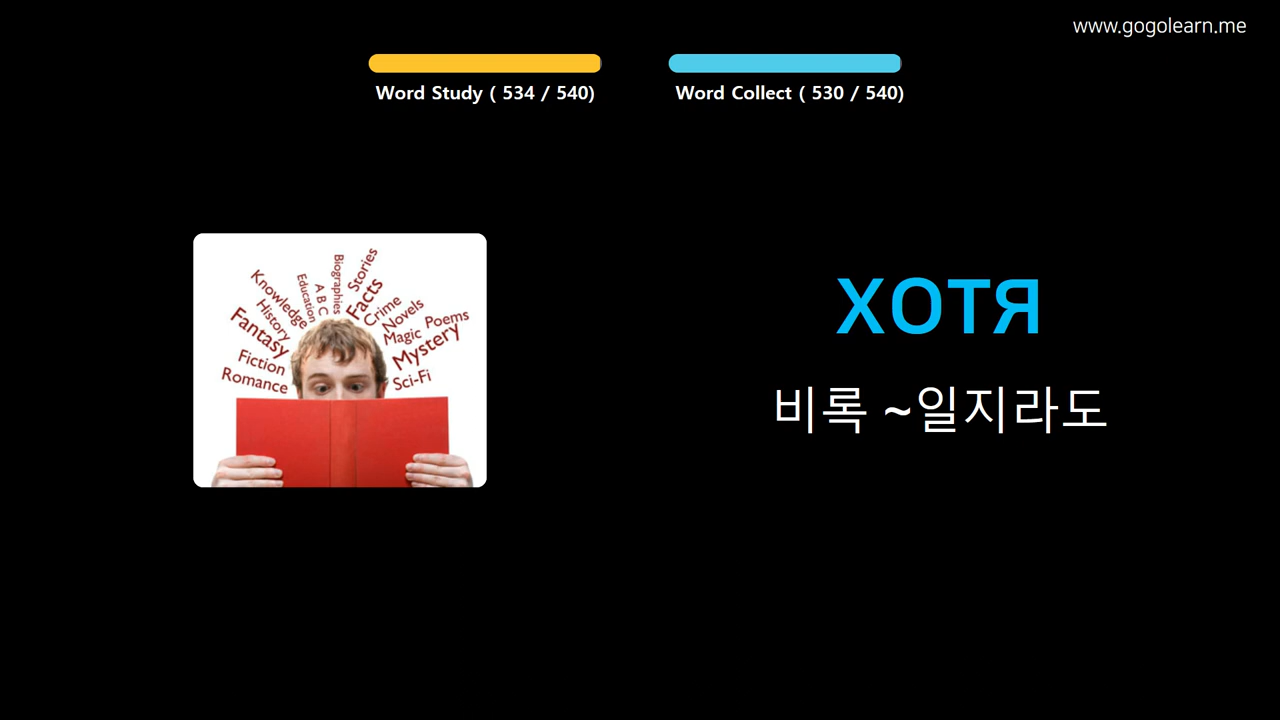 www.gogolearn.me
Word Study ( 534 / 540)
Word Collect ( 530 / 540)
Knowledge
History
Fantasy
Fiction
Romance
Education
A B C
Biographies
Stories
Facts
Crime
Novels
Magic
Poems
Mystery
Sci-Fi
ХОТЯ
비록 ~일지라도